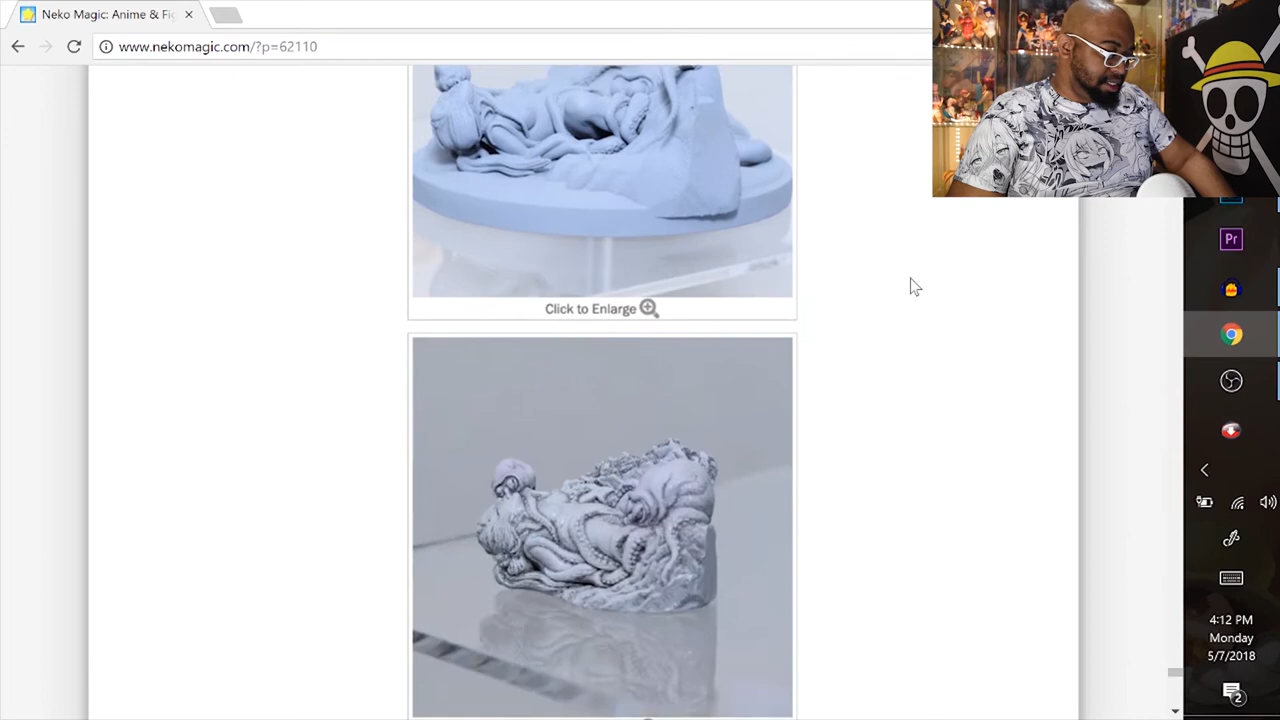 Neko Magic: Anime & Fig
www.nekomagic.com/?p=62110
Click to Enlarge
Pr
4:12 PM
Monday
5/7/2018
2